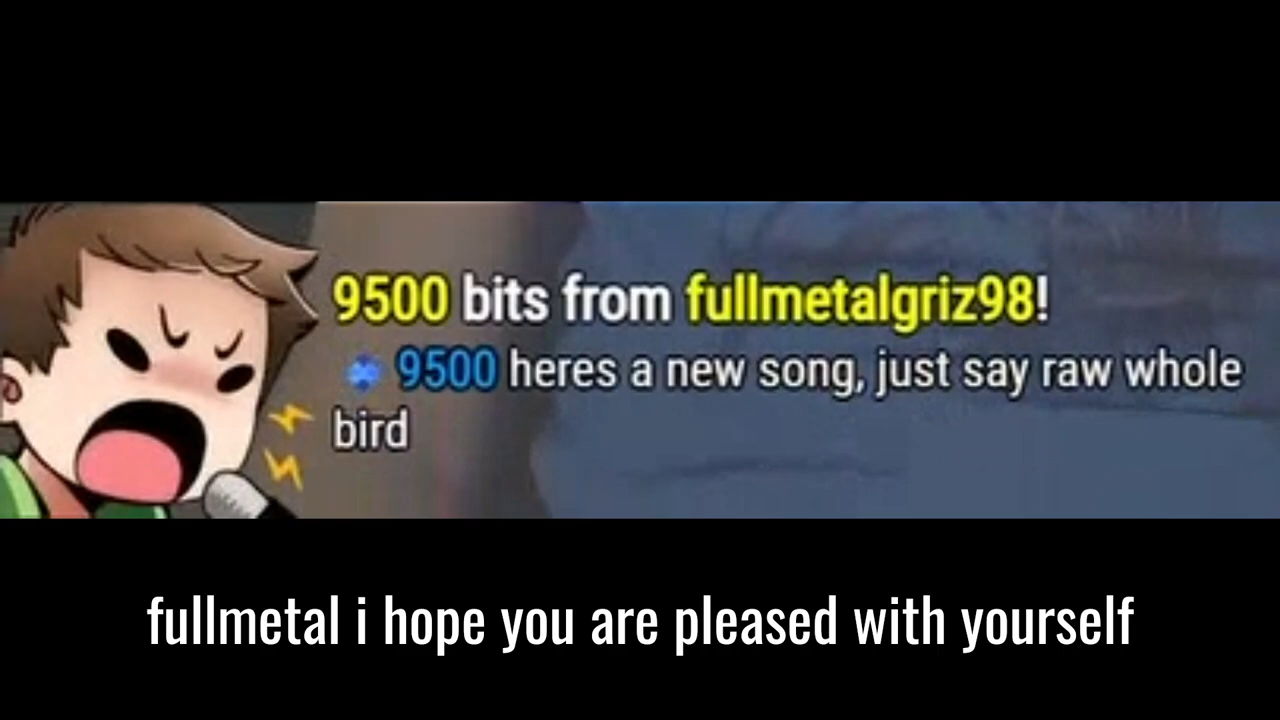 9500 bits from fullmetalgriz98!
9500 heres a new song, just say raw whole
bird
fullmetal i hope you are pleased with yourself